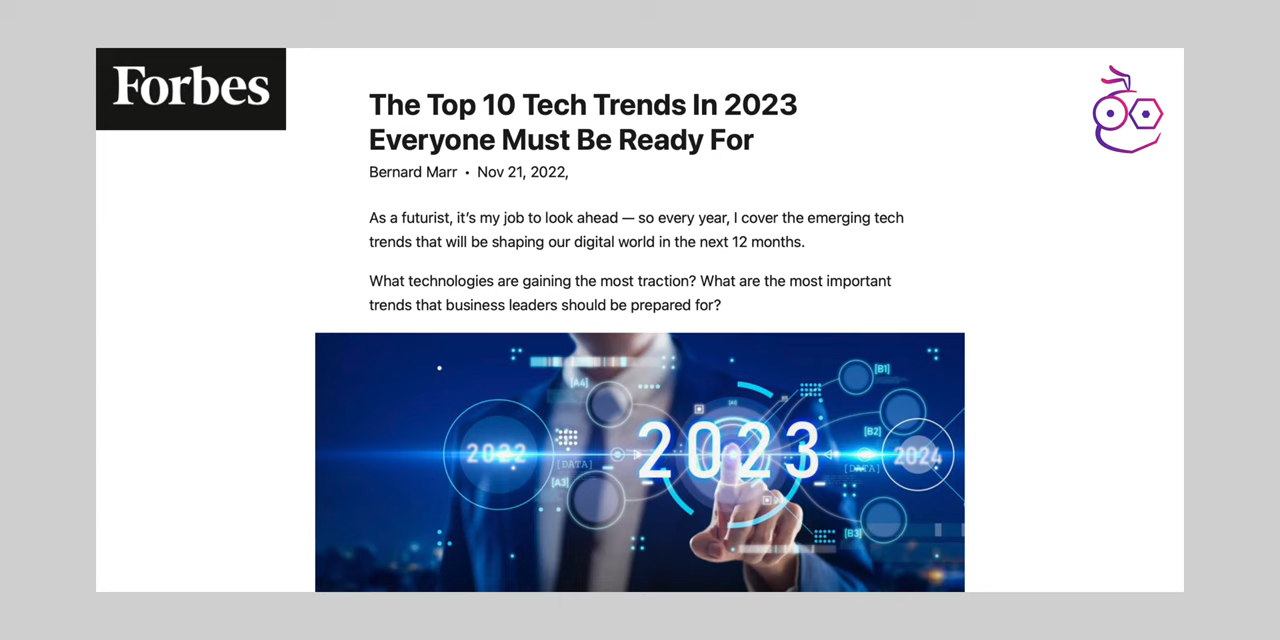 Forbes
The Top 10 Tech Trends In 2023
Everyone Must Be Ready For
Bernard Marr • Nov 21, 2022,
As a futurist, it’s my job to look ahead — so every year, I cover the emerging tech
trends that will be shaping our digital world in the next 12 months.
What technologies are gaining the most traction? What are the most important
trends that business leaders should be prepared for?
[A4]
[B1]
2022
2023
2024
[B2]
[DATA]
[DATA]
[A3]
[B3]